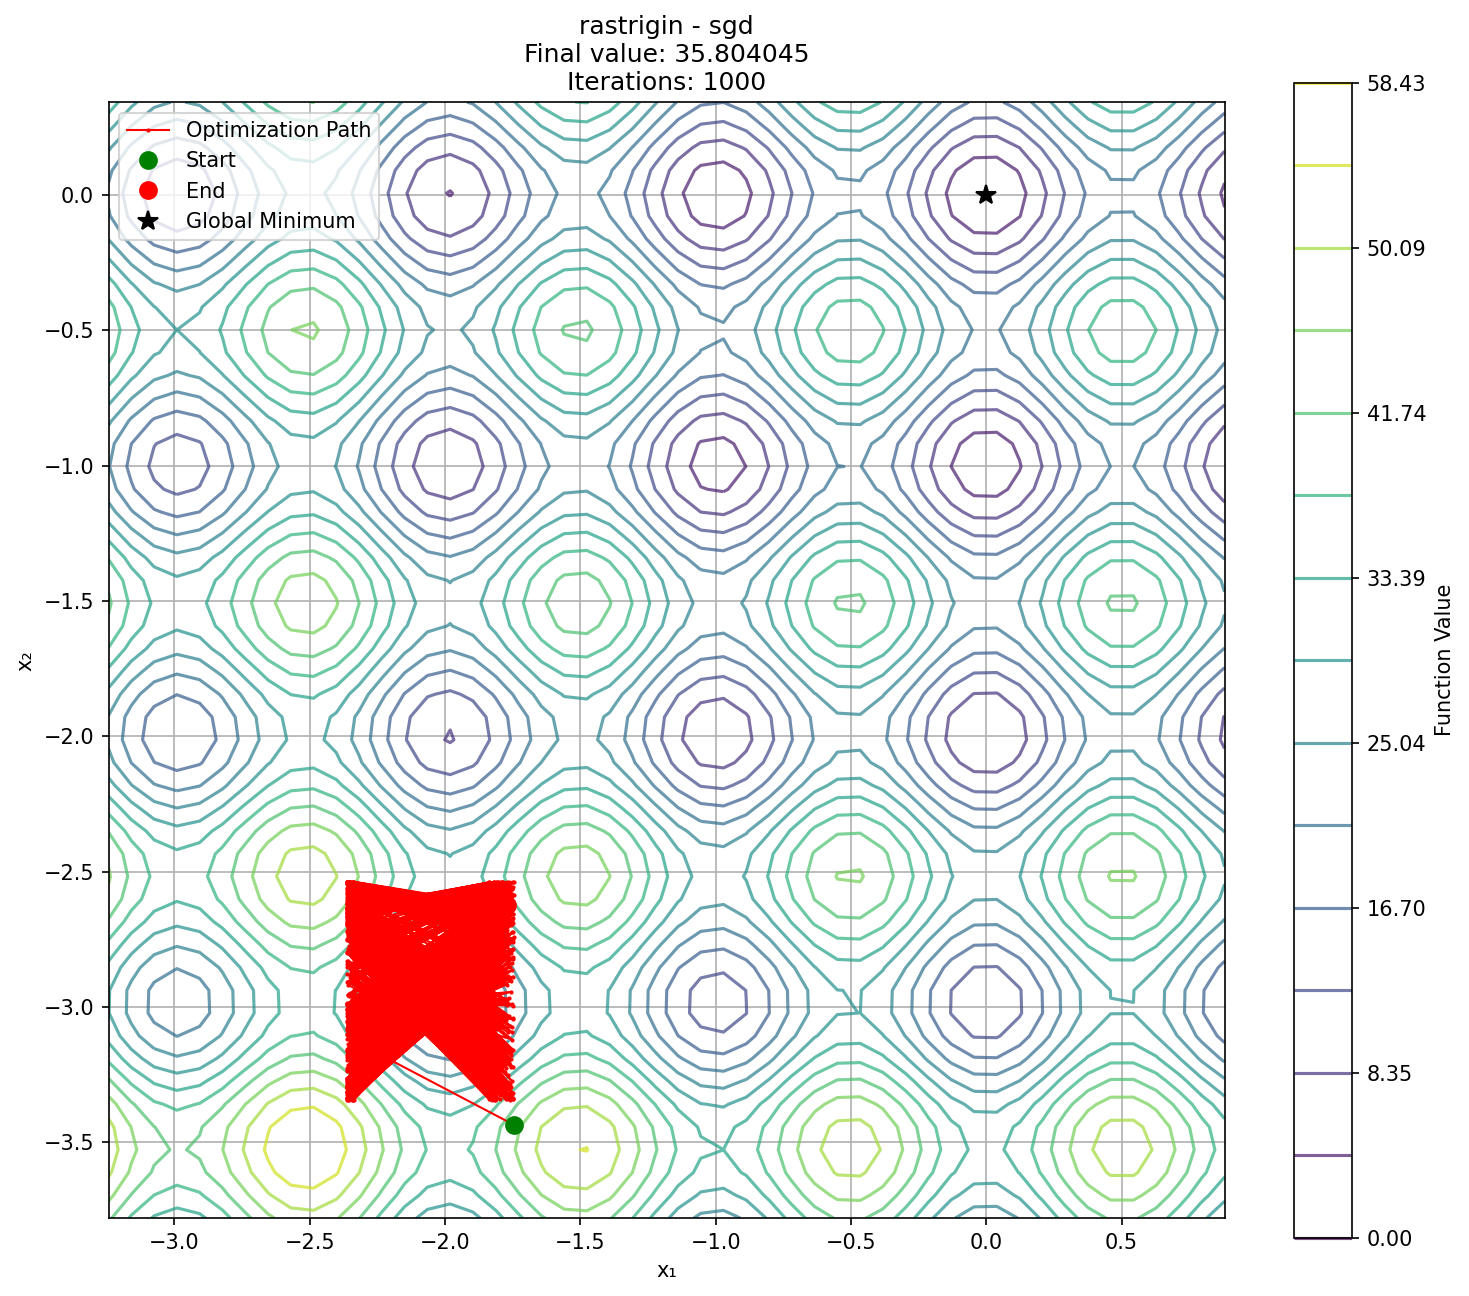 rastrigin - sgd
Final value: 35.804045
Iterations: 1000
Optimization Path
Start
End
Global Minimum
0.0
−0.5
−1.0
−1.5
−2.0
−2.5
−3.0
−3.5
x₂
−3.0 −2.5 −2.0 −1.5 −1.0 −0.5 0.0 0.5
x₁
58.43
50.09
41.74
33.39
25.04
16.70
8.35
0.00
Function Value